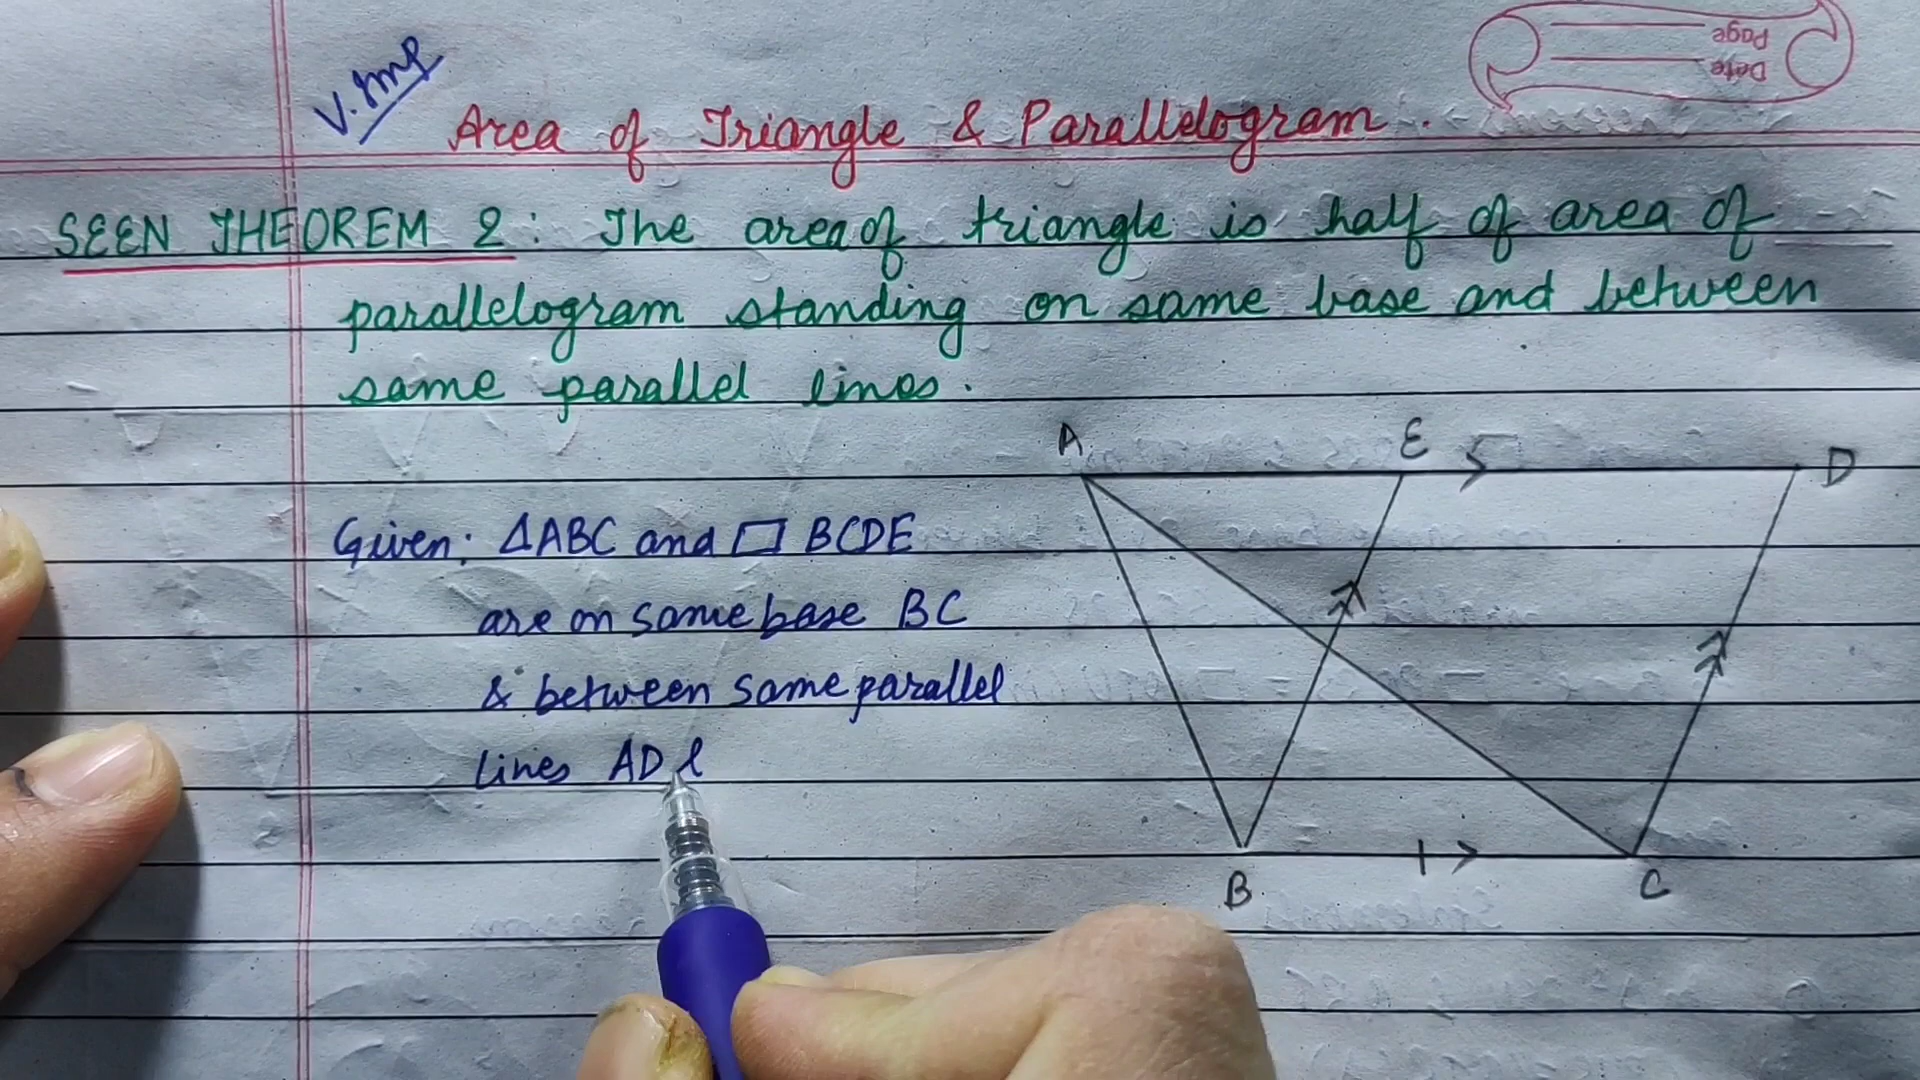 Page
Date
V. Imp
Area of Triangle & Parallelogram.
SEEN THEOREM 2: The area of triangle is half of area of
parallelogram standing on same base and between
same parallel lines.
A E D
Given: ΔABC and ▱ BCDE
are on same base BC
& between same parallel
lines AD &
B C